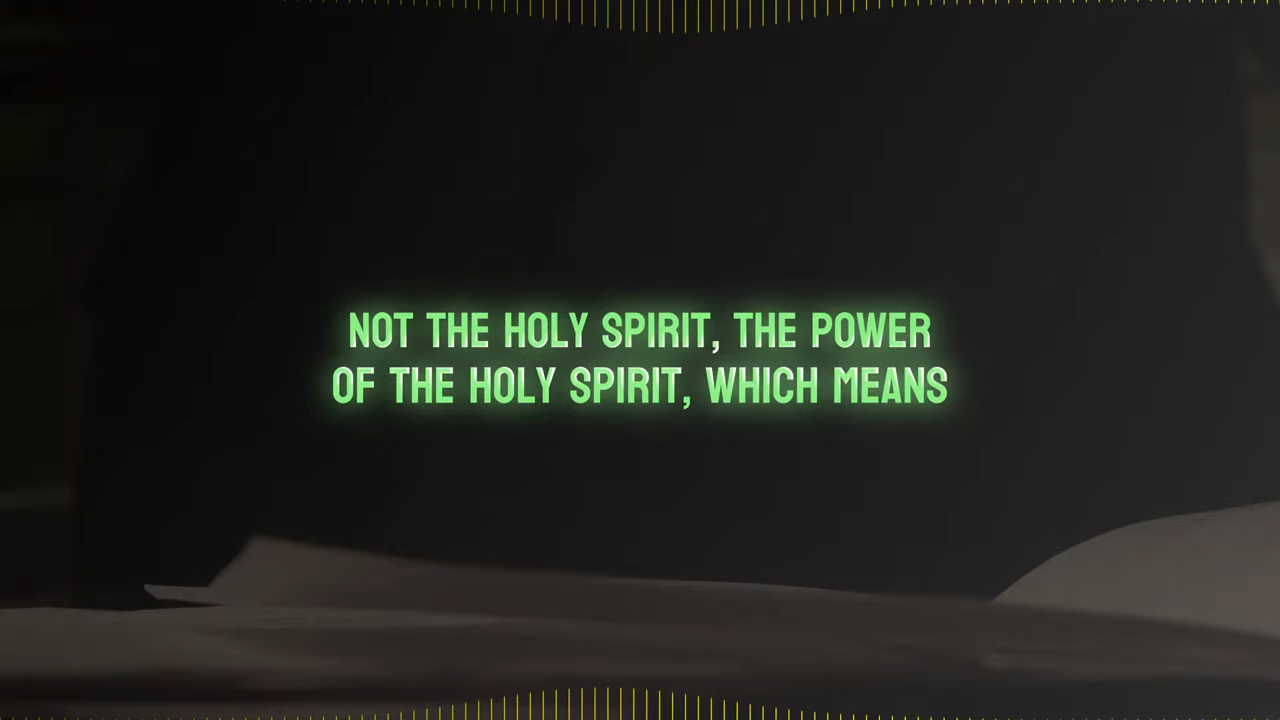 NOT THE HOLY SPIRIT, THE POWER
OF THE HOLY SPIRIT, WHICH MEANS